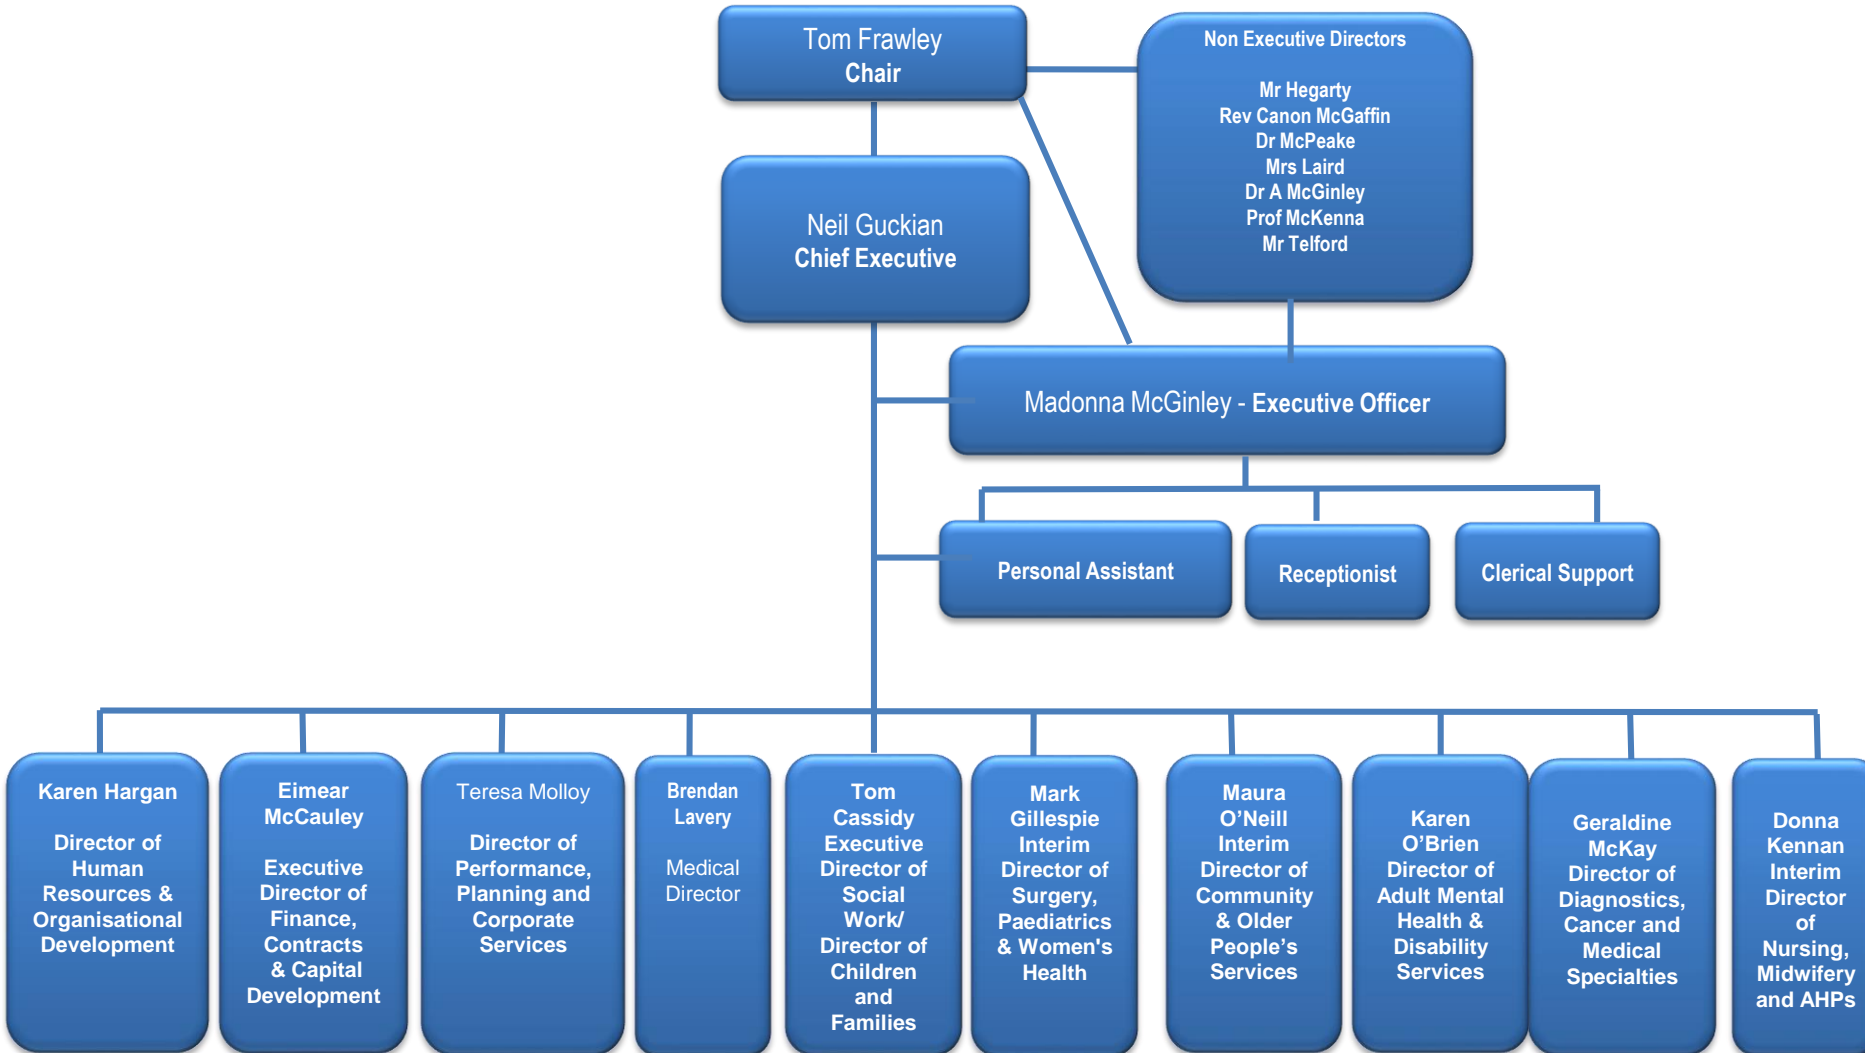 Tom Frawley
Chair
Non Executive Directors
Mr Hegarty
Rev Canon McGaffin
Dr McPeake
Mrs Laird
Dr A McGinley
Prof McKenna
Mr Telford
Neil Guckian
Chief Executive
Madonna McGinley - Executive Officer
Personal Assistant
Receptionist
Clerical Support
Karen Hargan
Director of
Human
Resources &
Organisational
Development
Eimear
McCauley
Executive
Director of
Finance,
Contracts
& Capital
Development
Teresa Molloy
Director of
Performance,
Planning and
Corporate
Services
Brendan
Lavery
Medical
Director
Tom
Cassidy
Executive
Director of
Social
Work/
Director of
Children
and
Families
Mark
Gillespie
Interim
Director of
Surgery,
Paediatrics
& Women's
Health
Maura
O’Neill
Interim
Director of
Community
& Older
People’s
Services
Karen
O’Brien
Director of
Adult Mental
Health &
Disability
Services
Geraldine
McKay
Director of
Diagnostics,
Cancer and
Medical
Specialties
Donna
Kennan
Interim
Director
of
Nursing,
Midwifery
and AHPs